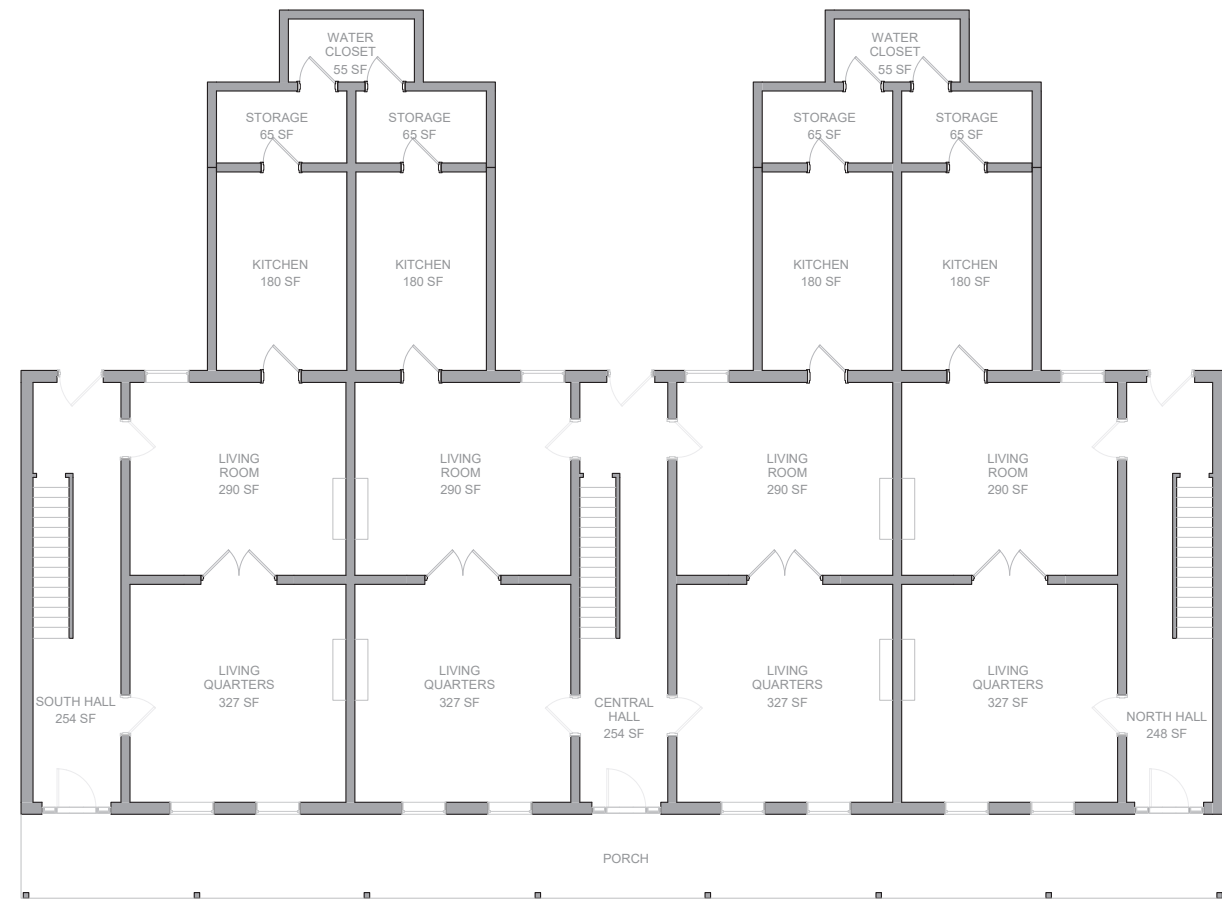 WATER
CLOSET
55 SF
WATER
CLOSET
55 SF
STORAGE
65 SF
STORAGE
65 SF
STORAGE
65 SF
STORAGE
65 SF
KITCHEN
180 SF
KITCHEN
180 SF
KITCHEN
180 SF
KITCHEN
180 SF
LIVING
ROOM
290 SF
LIVING
ROOM
290 SF
LIVING
ROOM
290 SF
LIVING
ROOM
290 SF
SOUTH HALL
254 SF
LIVING
QUARTERS
327 SF
LIVING
QUARTERS
327 SF
CENTRAL
HALL
254 SF
LIVING
QUARTERS
327 SF
LIVING
QUARTERS
327 SF
NORTH HALL
248 SF
PORCH